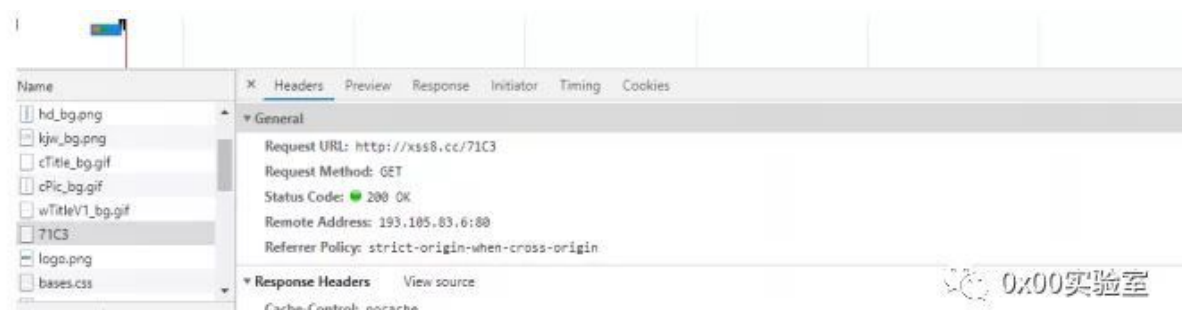 Name
hd_bg.png
kjw_bg.png
cTitle_bg.gif
cPic_bg.gif
wTitleV1_bg.gif
71C3
logo.png
bases.css
× Headers Preview Response Initiator Timing Cookies
▼ General
Request URL: http://xss8.cc/71C3
Request Method: GET
Status Code: 200 OK
Remote Address: 193.105.83.6:80
Referrer Policy: strict-origin-when-cross-origin
▼ Response Headers View source
Cache-Control: nocache
0x00实验室